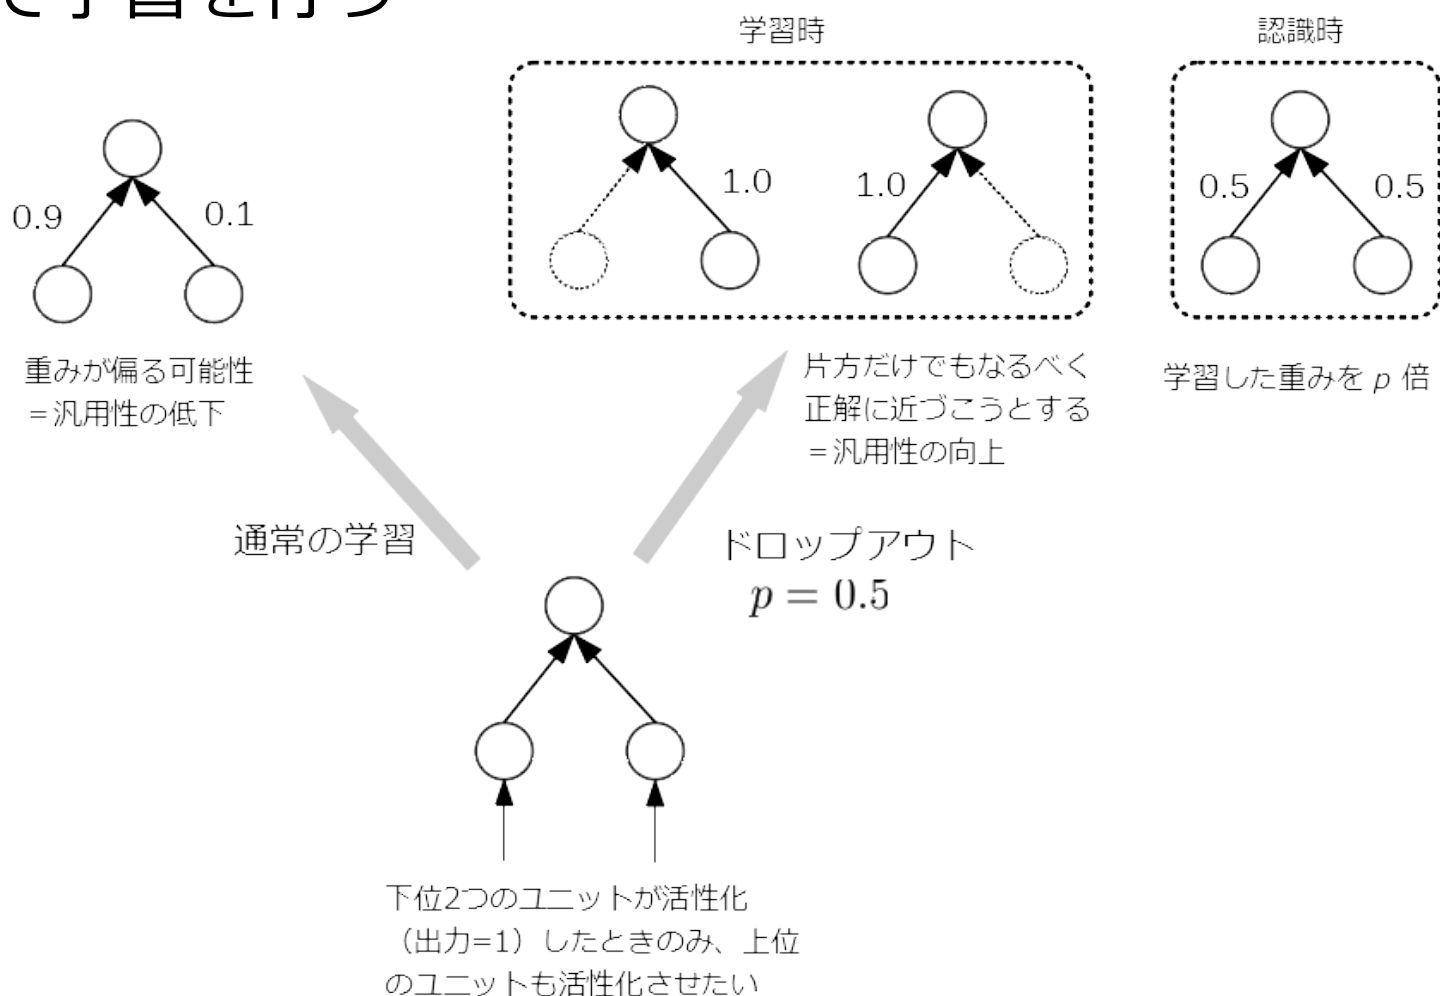 学習を行う
学習時
認識時
0.9
0.1
1.0
1.0
0.5
0.5
重みが偏る可能性
=汎用性の低下
片方だけでもなるべく
正解に近づこうとする
=汎用性の向上
学習した重みを p 倍
通常の学習
ドロップアウト
p = 0.5
下位2つのユニットが活性化
（出力=1）したときのみ、上位
のユニットも活性化させたい